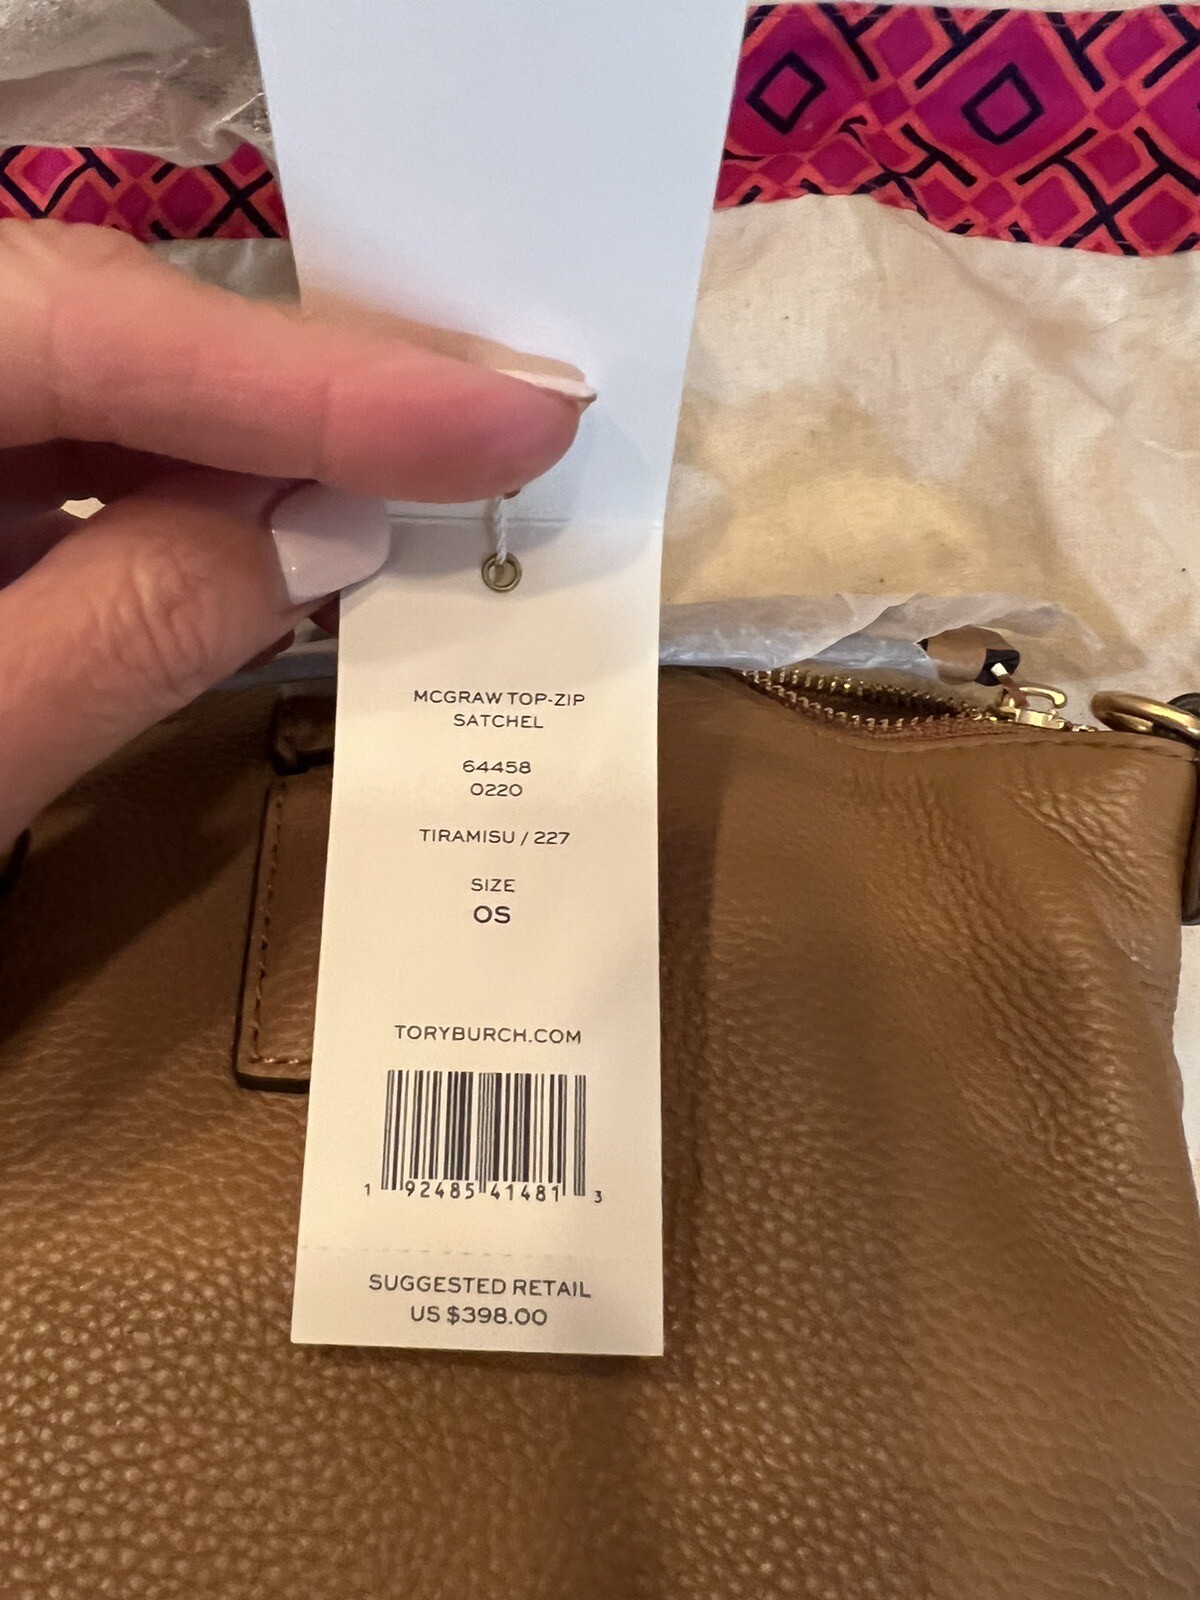 MCGRAW TOP-ZIP
SATCHEL
64458
0220
TIRAMISU / 227
SIZE
OS
TORYBURCH.COM
1 92485 41481 3
SUGGESTED RETAIL
US $398.00